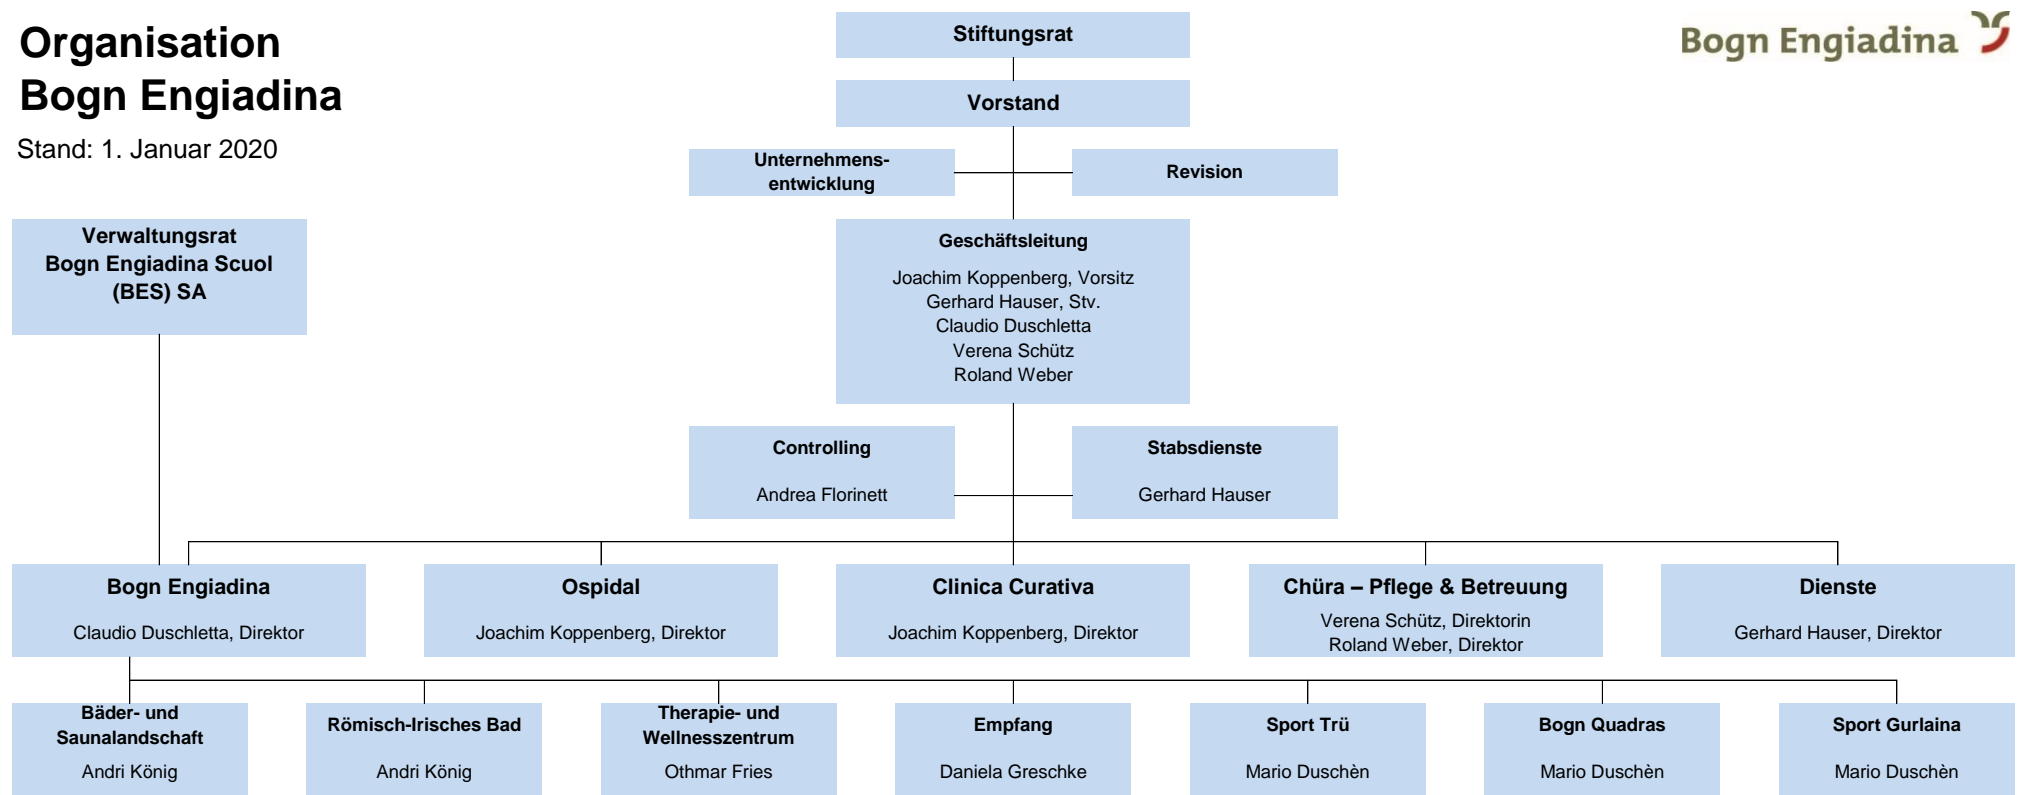 Organisation
Bogn Engiadina
Stand: 1. Januar 2020
Bogn Engiadina
Stiftungsrat
Vorstand
Unternehmens-
entwicklung
Revision
Verwaltungsrat
Bogn Engiadina Scuol
(BES) SA
Geschäftsleitung
Joachim Koppenberg, Vorsitz
Gerhard Hauser, Stv.
Claudio Duschletta
Verena Schütz
Roland Weber
Controlling
Andrea Florinett
Stabsdienste
Gerhard Hauser
Bogn Engiadina
Claudio Duschletta, Direktor
Ospidal
Joachim Koppenberg, Direktor
Clinica Curativa
Joachim Koppenberg, Direktor
Chüra – Pflege & Betreuung
Verena Schütz, Direktorin
Roland Weber, Direktor
Dienste
Gerhard Hauser, Direktor
Bäder- und
Saunalandschaft
Andri König
Römisch-Irisches Bad
Andri König
Therapie- und
Wellnesszentrum
Othmar Fries
Empfang
Daniela Greschke
Sport Trü
Mario Duschèn
Bogn Quadras
Mario Duschèn
Sport Gurlaina
Mario Duschèn